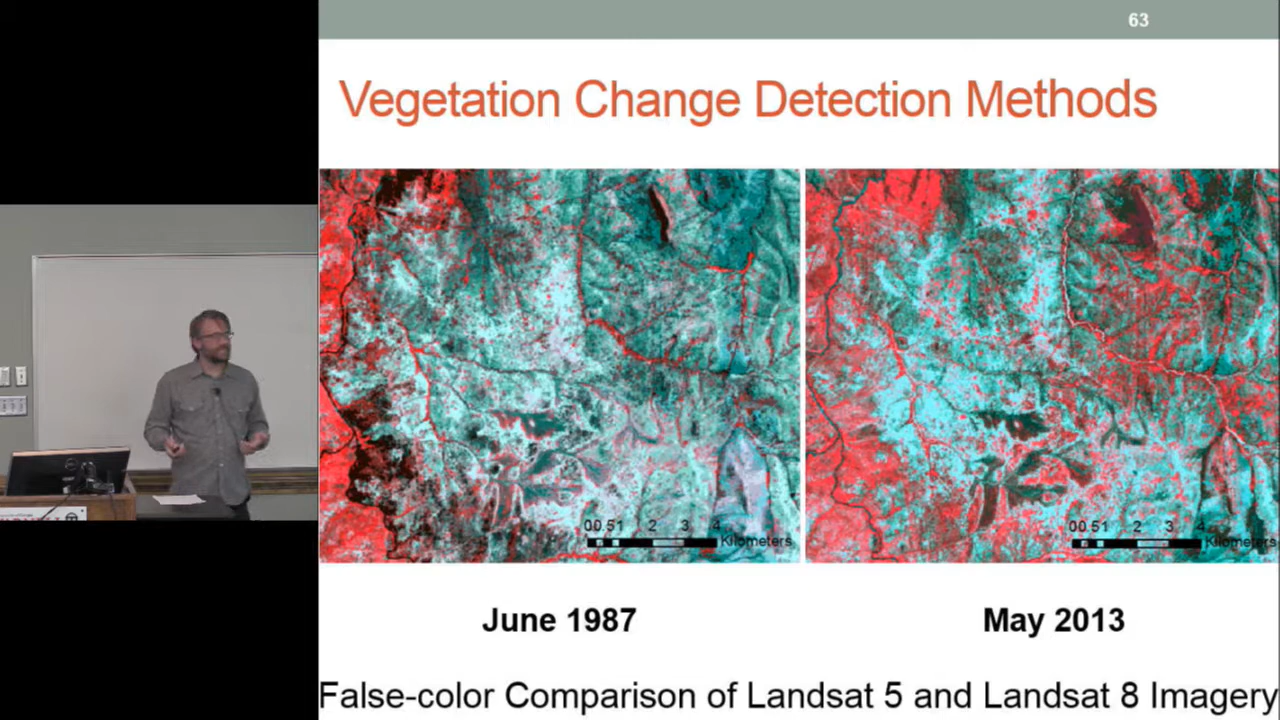 63
Vegetation Change Detection Methods
00.51 2 3 4
Kilometers
00.51 2 3 4
Kilometers
June 1987
May 2013
False-color Comparison of Landsat 5 and Landsat 8 Imagery